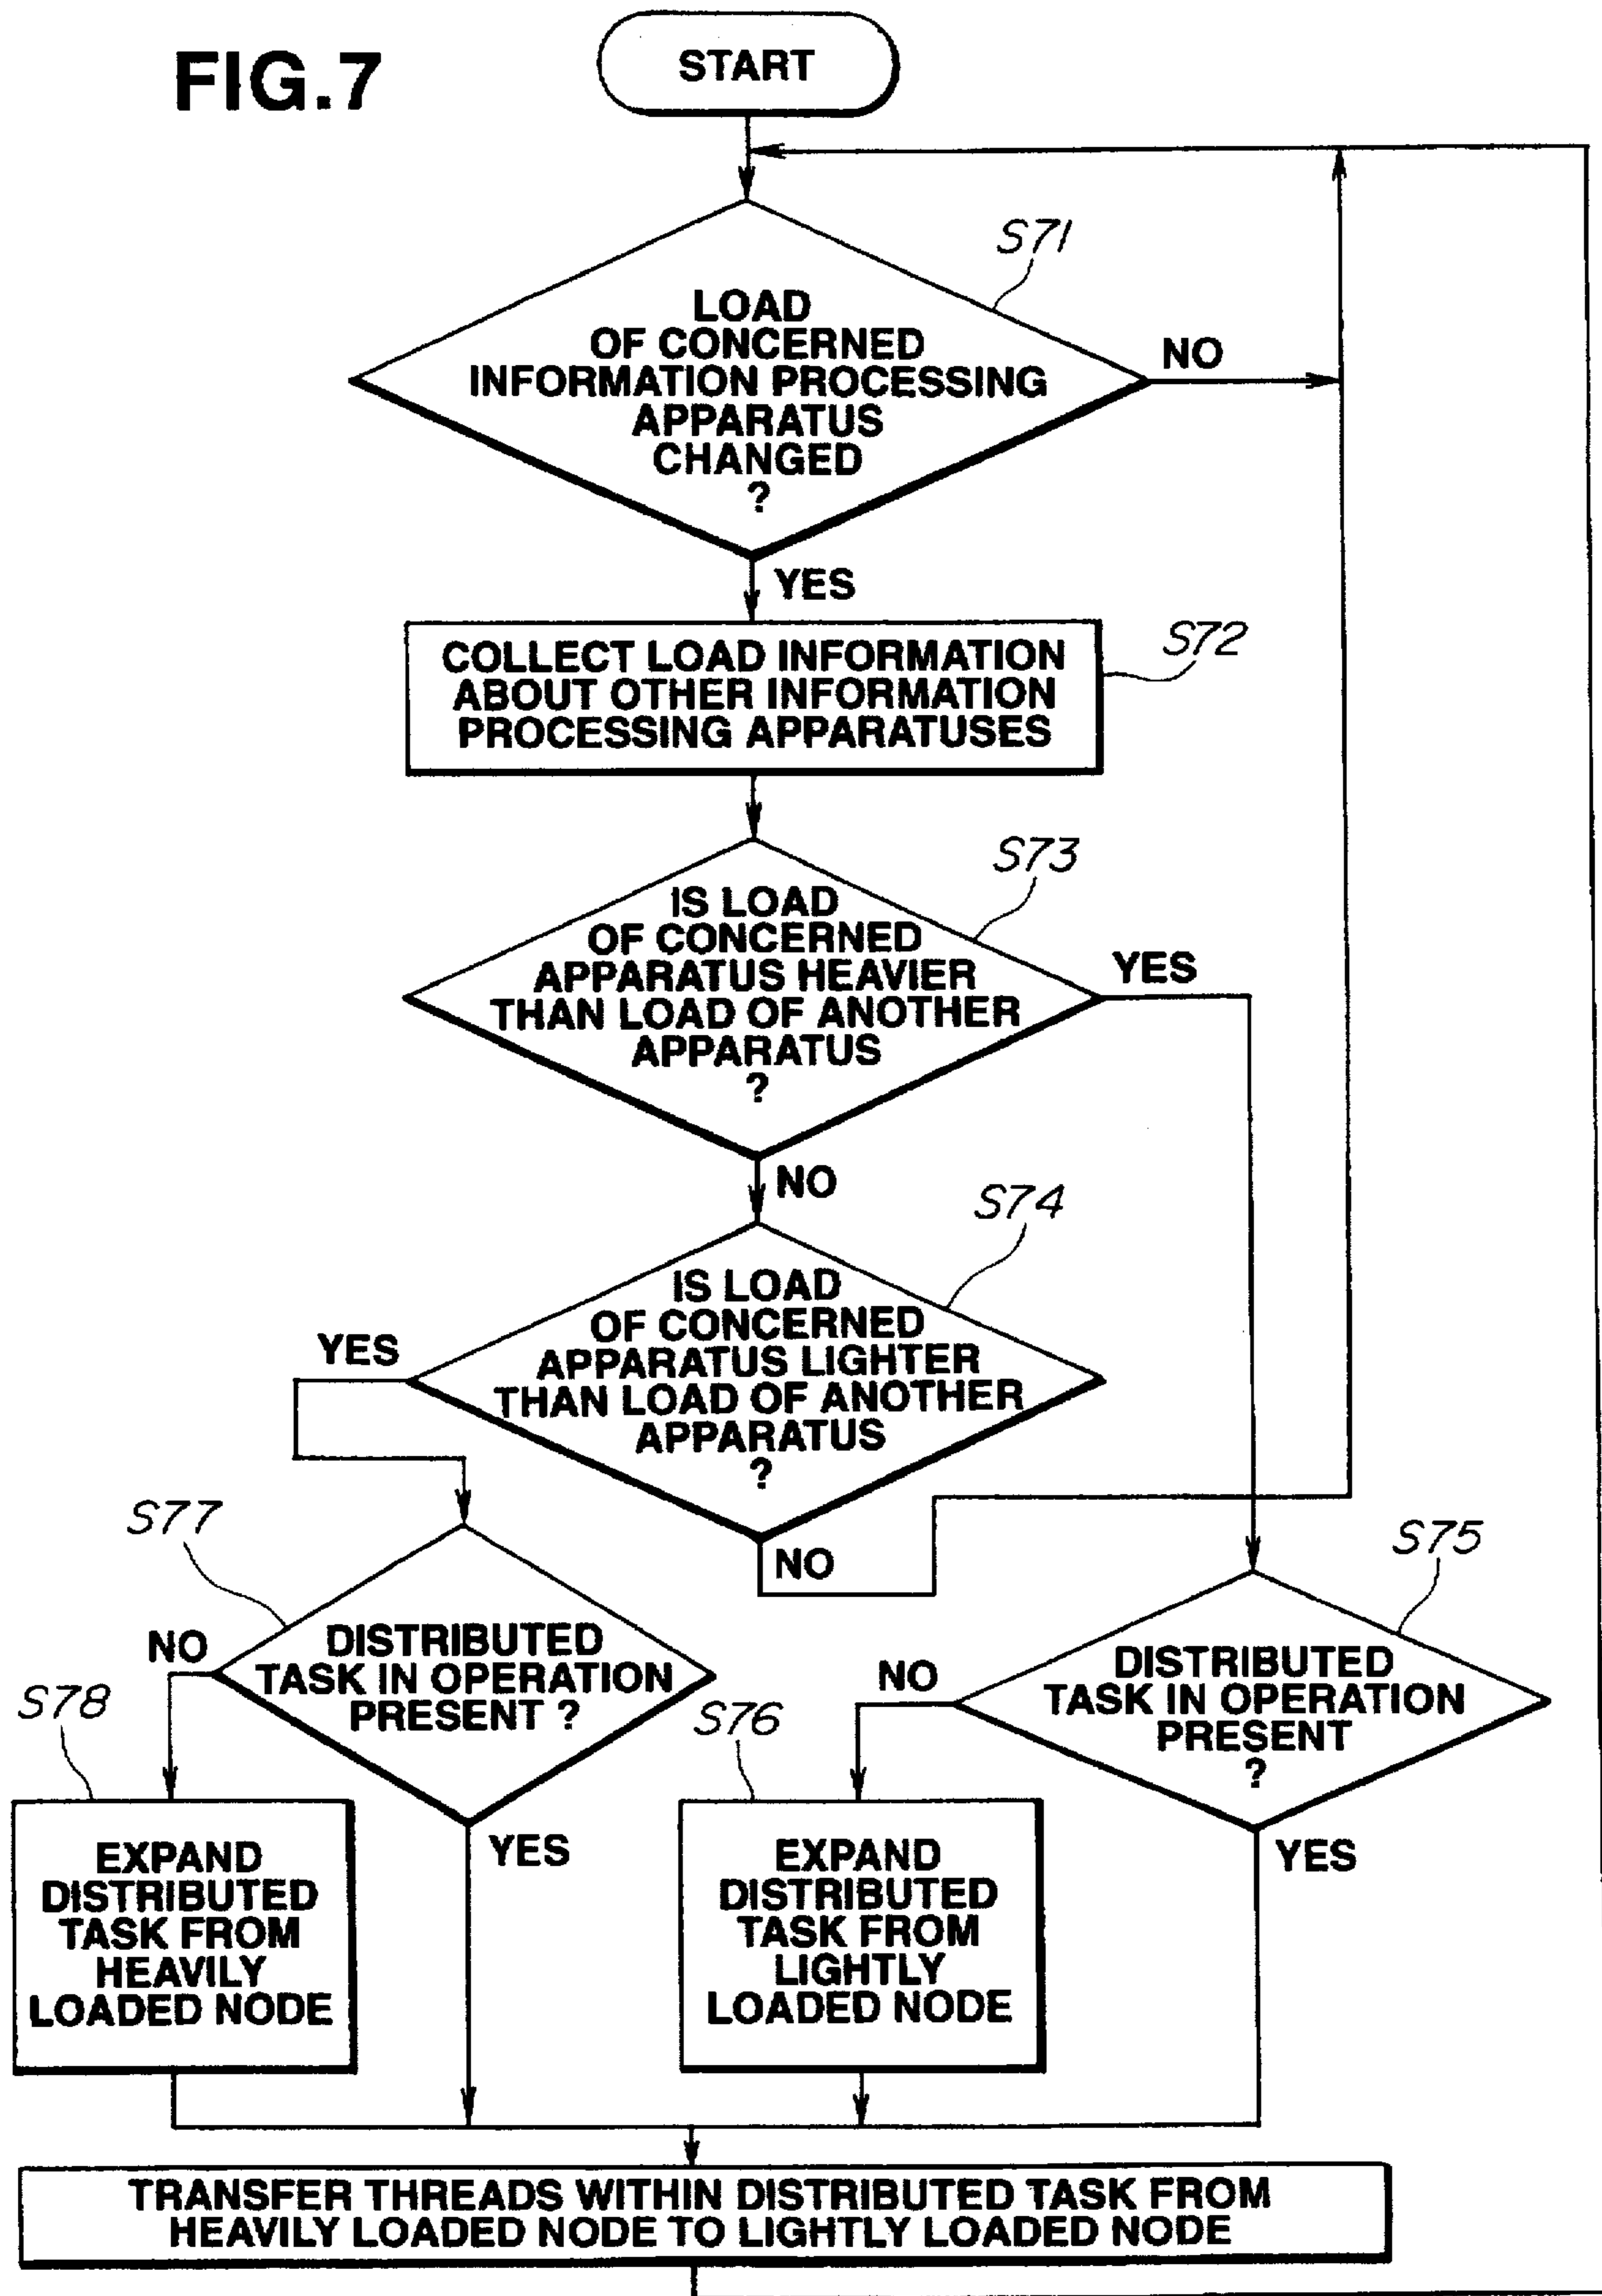 FIG.7
START
S71
LOAD
OF CONCERNED
INFORMATION PROCESSING
APPARATUS
CHANGED
?
NO
YES
S72
COLLECT LOAD INFORMATION
ABOUT OTHER INFORMATION
PROCESSING APPARATUSES
S73
IS LOAD
OF CONCERNED
APPARATUS HEAVIER
THAN LOAD OF ANOTHER
APPARATUS
?
YES
NO
S74
IS LOAD
OF CONCERNED
APPARATUS LIGHTER
THAN LOAD OF ANOTHER
APPARATUS
?
YES
NO
S77
DISTRIBUTED
TASK IN OPERATION
PRESENT ?
NO
YES
S75
DISTRIBUTED
TASK IN OPERATION
PRESENT
?
NO
YES
S78
EXPAND
DISTRIBUTED
TASK FROM
HEAVILY
LOADED NODE
S76
EXPAND
DISTRIBUTED
TASK FROM
LIGHTLY
LOADED NODE
TRANSFER THREADS WITHIN DISTRIBUTED TASK FROM
HEAVILY LOADED NODE TO LIGHTLY LOADED NODE